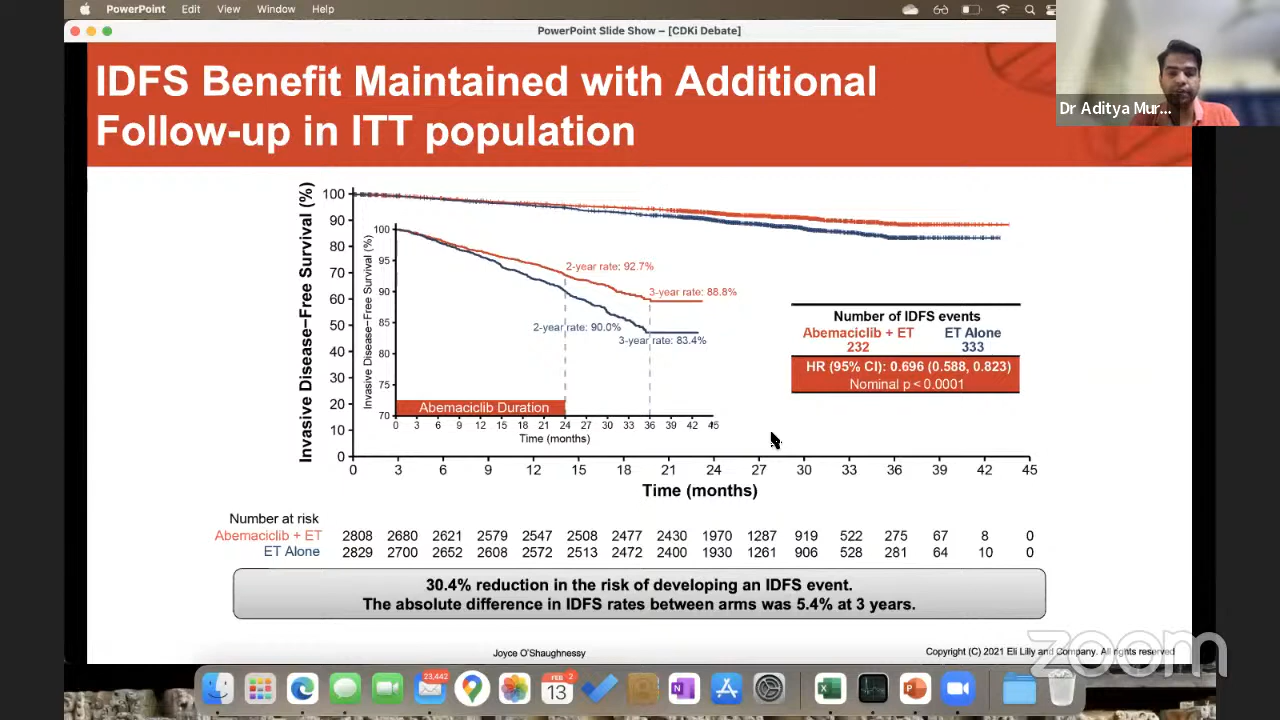 PowerPoint Edit View Window Help
PowerPoint Slide Show – [CDKi Debate]
IDFS Benefit Maintained with Additional
Follow-up in ITT population
Dr Aditya Mur...
Invasive Disease–Free Survival (%)
100
90
80
70
60
50
40
30
20
10
0
Invasive Disease–Free Survival (%)
100
95
90
85
80
75
70
2-year rate: 92.7%
3-year rate: 88.8%
2-year rate: 90.0%
3-year rate: 83.4%
Abemaciclib Duration
0 3 6 9 12 15 18 21 24 27 30 33 36 39 42 45
Time (months)
Number of IDFS events
Abemaciclib + ET ET Alone
232 333
HR (95% CI): 0.696 (0.588, 0.823)
Nominal p < 0.0001
0 3 6 9 12 15 18 21 24 27 30 33 36 39 42 45
Time (months)
Number at risk
Abemaciclib + ET 2808 2680 2621 2579 2547 2508 2477 2430 1970 1287 919 522 275 67 8 0
ET Alone 2829 2700 2652 2608 2572 2513 2472 2400 1930 1261 906 528 281 64 10 0
30.4% reduction in the risk of developing an IDFS event.
The absolute difference in IDFS rates between arms was 5.4% at 3 years.
Joyce O'Shaughnessy
Copyright (C) 2021 Eli Lilly and Company. All rights reserved
zoom
23,442
FEB 2
13